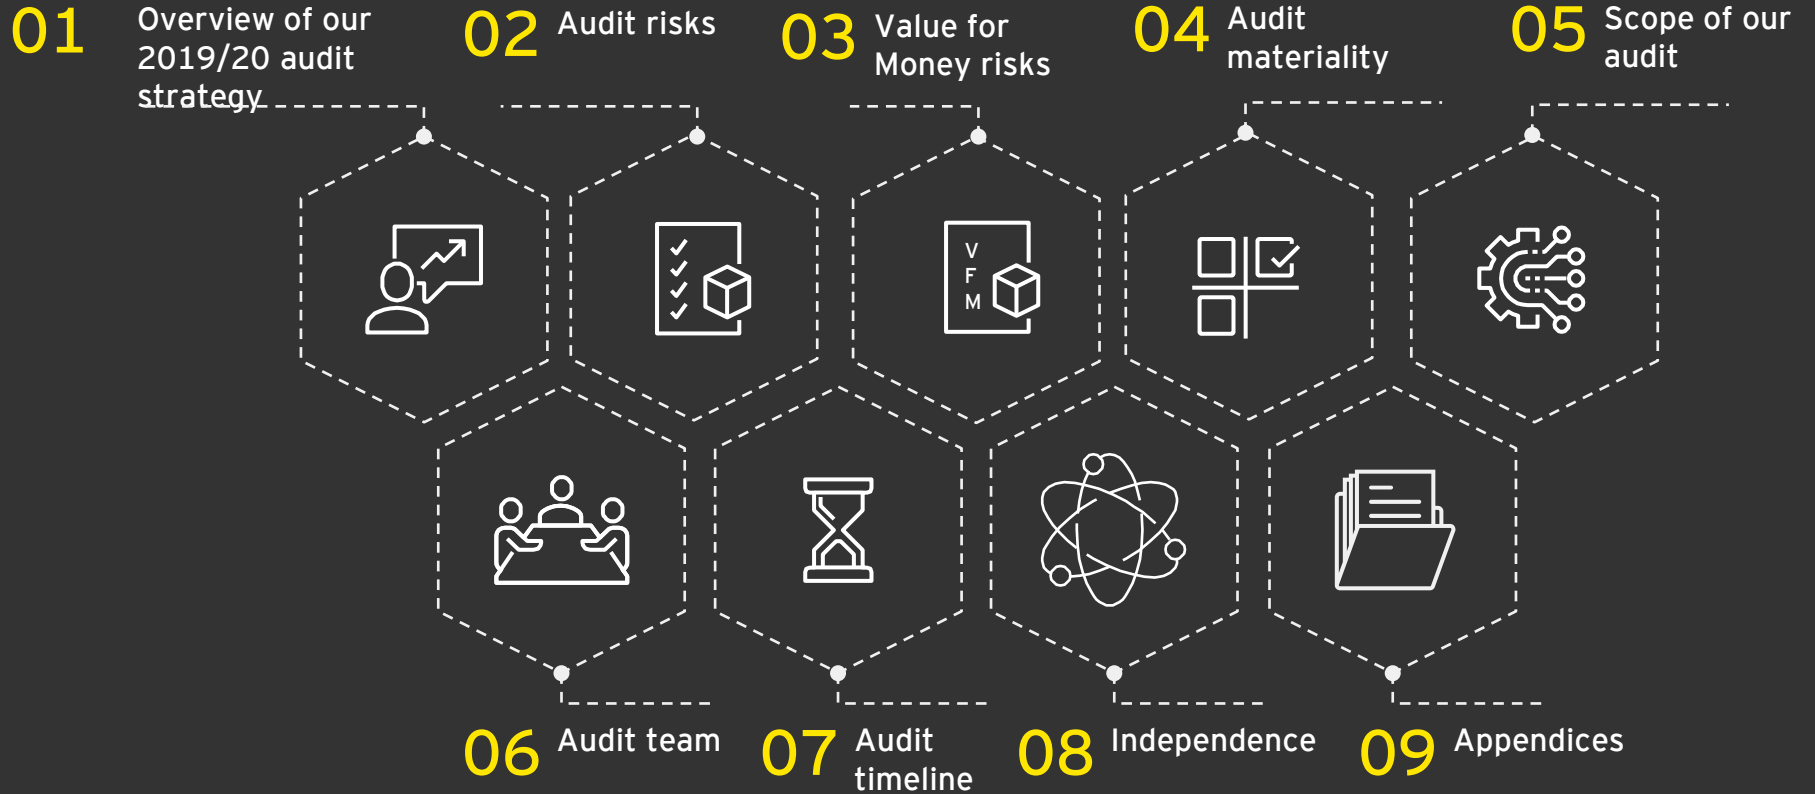 01
Overview of our
2019/20 audit
strategy
02
Audit risks
03
Value for
Money risks
04
Audit
materiality
05
Scope of our
audit
V
F
M
06
Audit team
07
Audit
timeline
08
Independence
09
Appendices